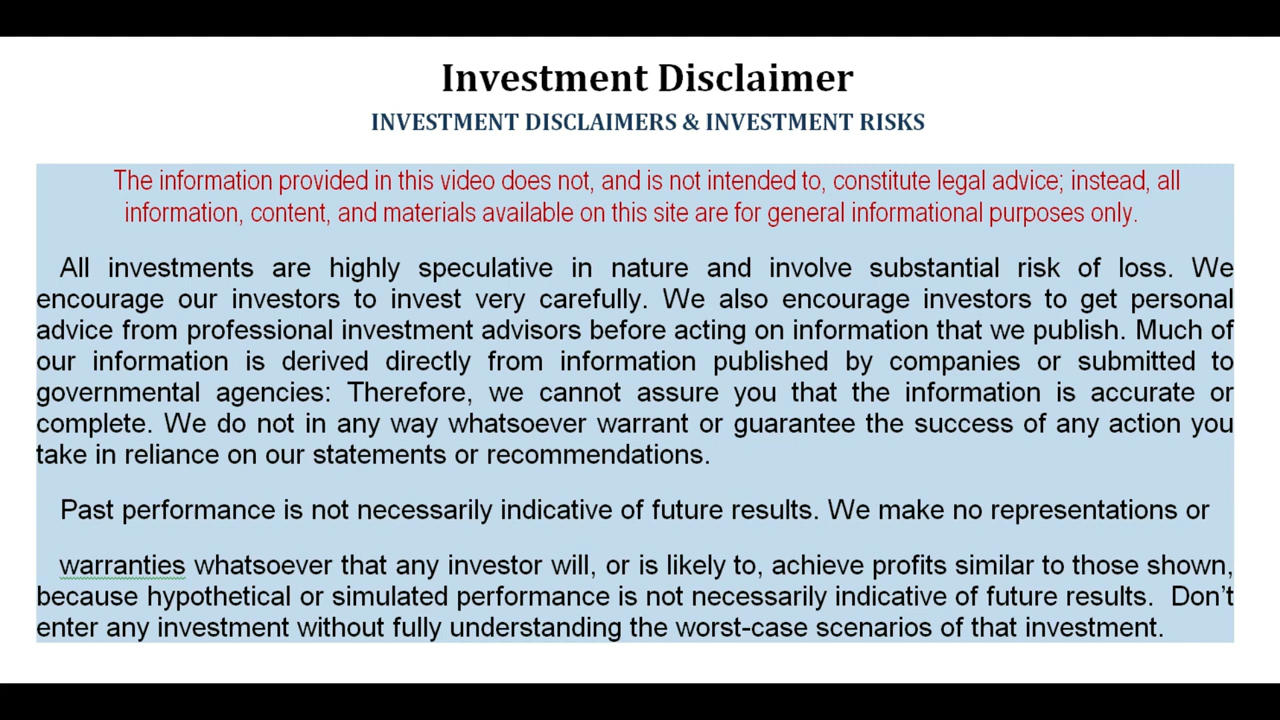 Investment Disclaimer
INVESTMENT DISCLAIMERS & INVESTMENT RISKS
The information provided in this video does not, and is not intended to, constitute legal advice; instead, all
information, content, and materials available on this site are for general informational purposes only.
All investments are highly speculative in nature and involve substantial risk of loss. We
encourage our investors to invest very carefully. We also encourage investors to get personal
advice from professional investment advisors before acting on information that we publish. Much of
our information is derived directly from information published by companies or submitted to
governmental agencies: Therefore, we cannot assure you that the information is accurate or
complete. We do not in any way whatsoever warrant or guarantee the success of any action you
take in reliance on our statements or recommendations.
Past performance is not necessarily indicative of future results. We make no representations or
warranties whatsoever that any investor will, or is likely to, achieve profits similar to those shown,
because hypothetical or simulated performance is not necessarily indicative of future results. Don't
enter any investment without fully understanding the worst-case scenarios of that investment.